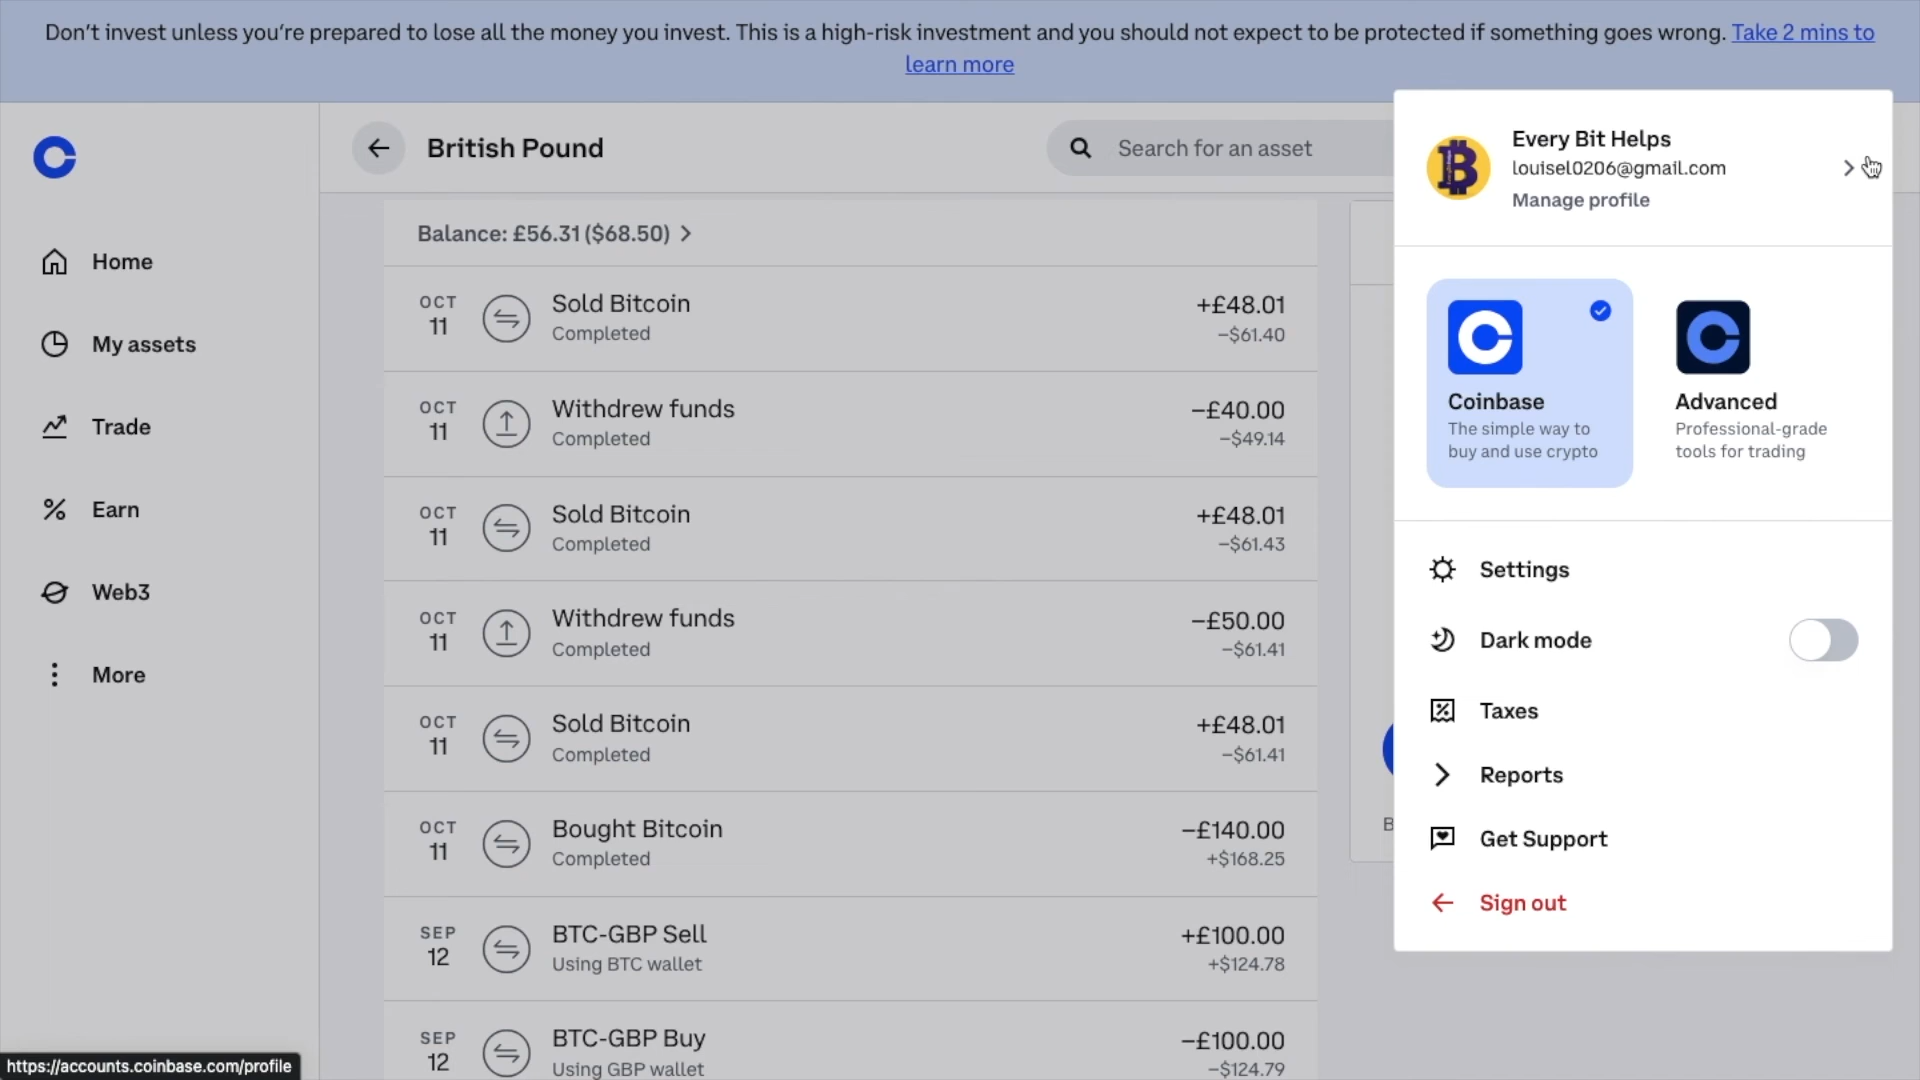 Don't invest unless you're prepared to lose all the money you invest. This is a high-risk investment and you should not expect to be protected if something goes wrong. Take 2 mins to
learn more
British Pound
Search for an asset
Home
My assets
Trade
Earn
Web3
More
Balance: £56.31 ($68.50)
OCT
11
Sold Bitcoin
Completed
+£48.01
–$61.40
OCT
11
Withdrew funds
Completed
–£40.00
–$49.14
OCT
11
Sold Bitcoin
Completed
+£48.01
–$61.43
OCT
11
Withdrew funds
Completed
–£50.00
–$61.41
OCT
11
Sold Bitcoin
Completed
+£48.01
–$61.41
OCT
11
Bought Bitcoin
Completed
–£140.00
+$168.25
SEP
12
BTC-GBP Sell
Using BTC wallet
+£100.00
+$124.78
SEP
12
BTC-GBP Buy
Using GBP wallet
–£100.00
–$124.79
B
Every Bit Helps
louisel0206@gmail.com
Manage profile
Coinbase
The simple way to
buy and use crypto
Advanced
Professional-grade
tools for trading
Settings
Dark mode
Taxes
Reports
Get Support
Sign out
https://accounts.coinbase.com/profile